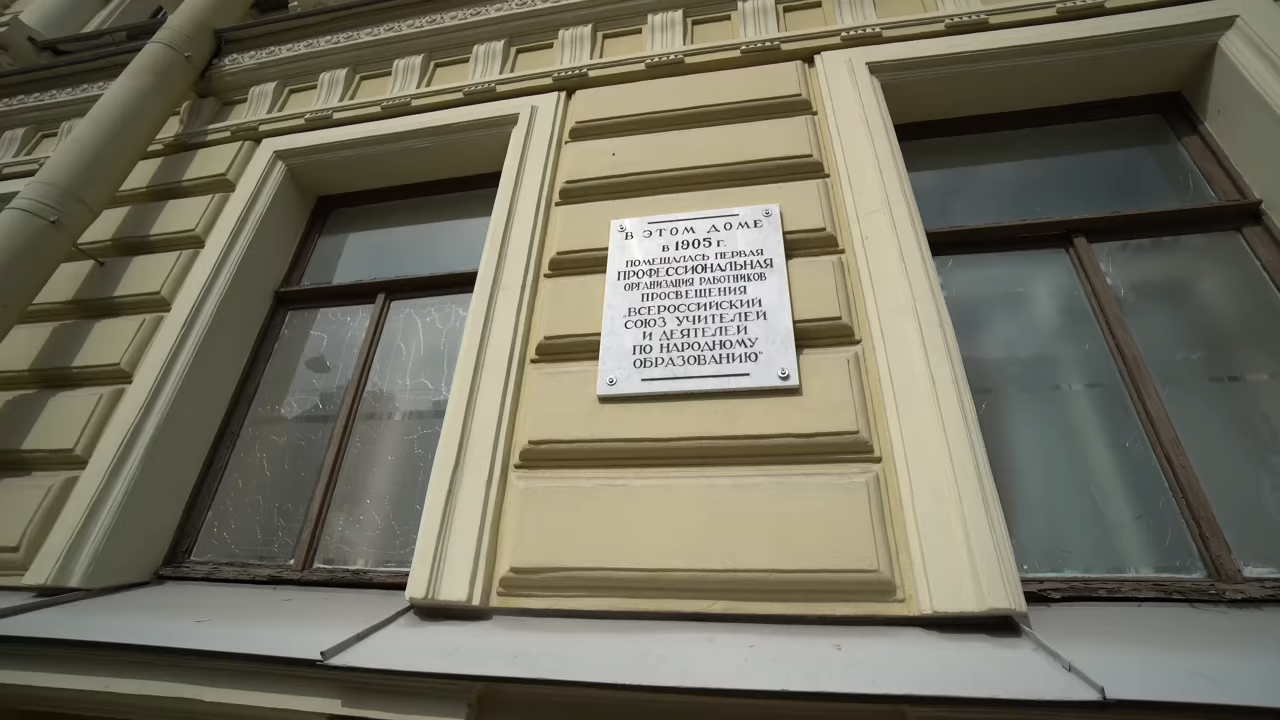 В ЭТОМ ДОМЕ
в 1905 г.
ПОМЕЩАЛАСЬ ПЕРВАЯ
ПРОФЕССИОНАЛЬНАЯ
ОРГАНИЗАЦИЯ РАБОТНИКОВ
ПРОСВЕЩЕНИЯ
„ВСЕРОССИЙСКИЙ
СОЮЗ УЧИТЕЛЕЙ
И ДЕЯТЕЛЕЙ
ПО НАРОДНОМУ
ОБРАЗОВАНИЮ”